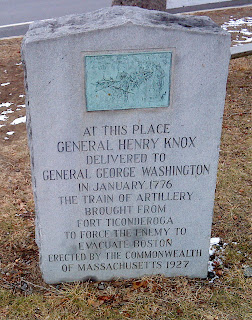 AT THIS PLACE
GENERAL HENRY KNOX
DELIVERED TO
GENERAL GEORGE WASHINGTON
IN JANUARY 1776
THE TRAIN OF ARTILLERY
BROUGHT FROM
FORT TICONDEROGA
TO FORCE THE ENEMY TO
EVACUATE BOSTON
ERECTED BY THE COMMONWEALTH
OF MASSACHUSETTS 1927